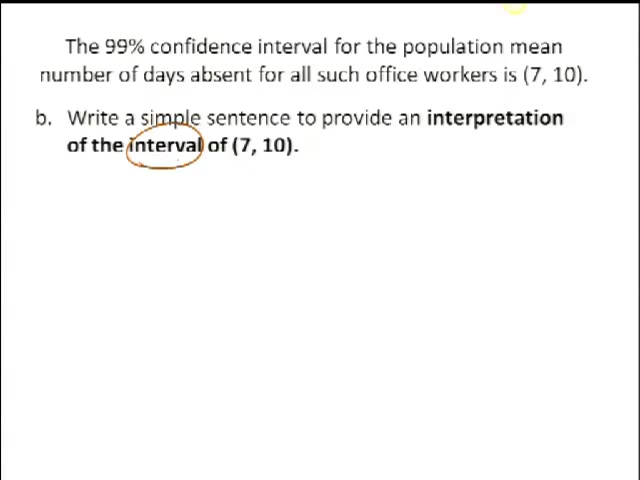 The 99% confidence interval for the population mean
number of days absent for all such office workers is (7, 10).
b. Write a simple sentence to provide an interpretation
of the interval of (7, 10).